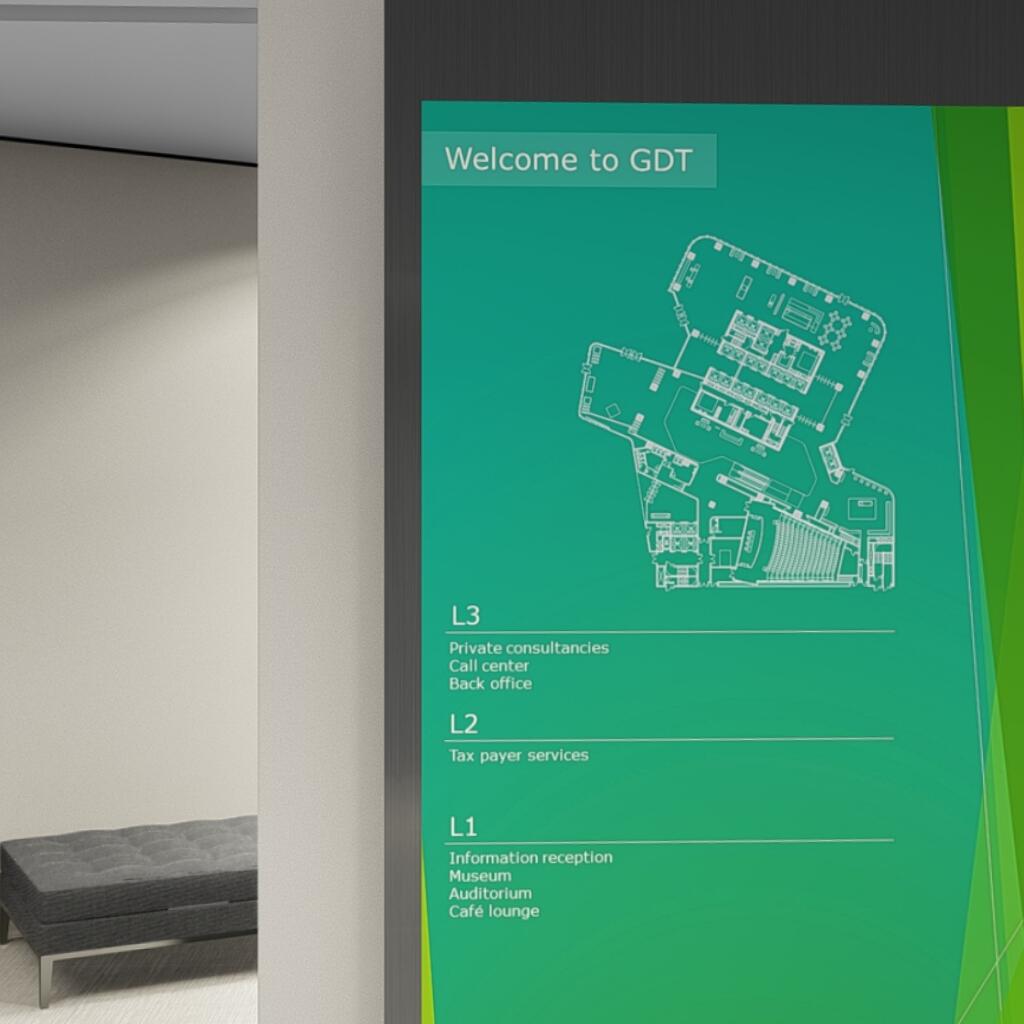 Welcome to GDT
L3
Private consultancies
Call center
Back office
L2
Tax payer services
L1
Information reception
Museum
Auditorium
Café lounge